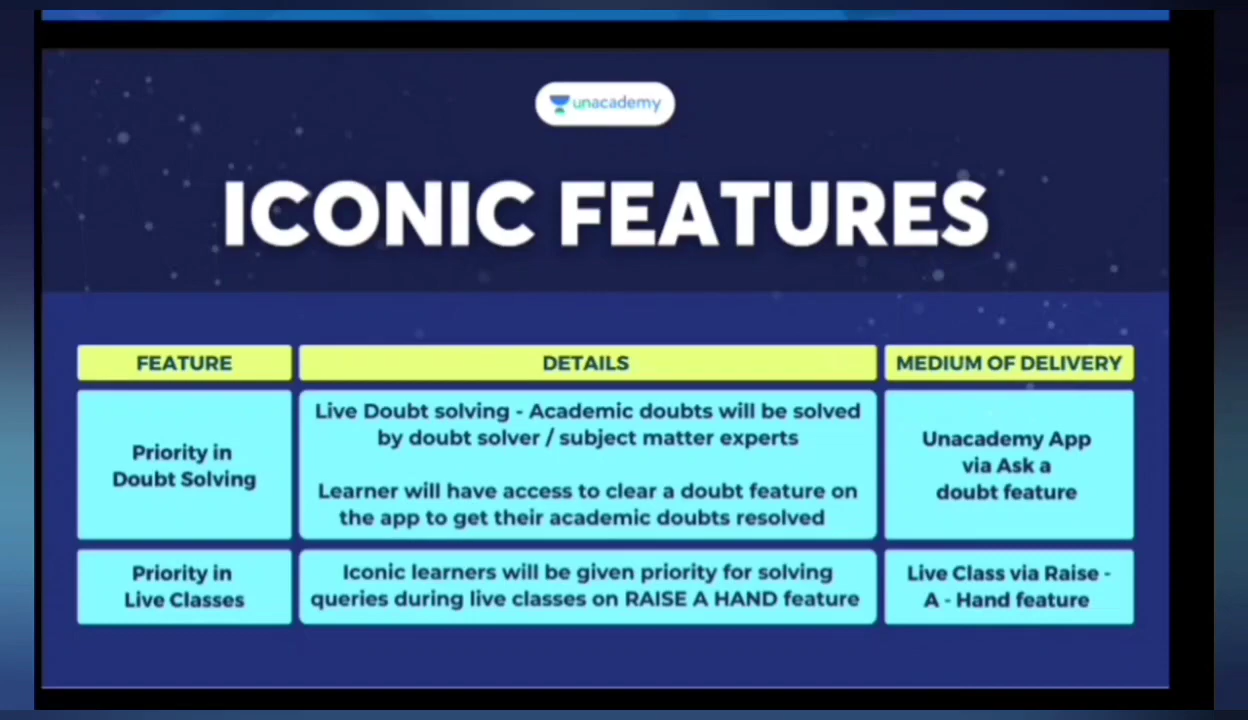 unacademy
ICONIC FEATURES
FEATURE
DETAILS
MEDIUM OF DELIVERY
Priority in
Doubt Solving
Live Doubt solving - Academic doubts will be solved
by doubt solver / subject matter experts
Learner will have access to clear a doubt feature on
the app to get their academic doubts resolved
Unacademy App
via Ask a
doubt feature
Priority in
Live Classes
Iconic learners will be given priority for solving
queries during live classes on RAISE A HAND feature
Live Class via Raise -
A - Hand feature